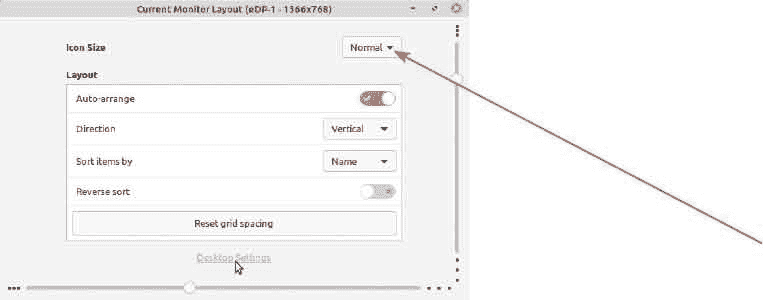 Current Monitor Layout (eDP-1 - 1366x768)
Icon Size Normal
Layout
Auto-arrange
Direction Vertical
Sort items by Name
Reverse sort
Reset grid spacing
Desktop Settings